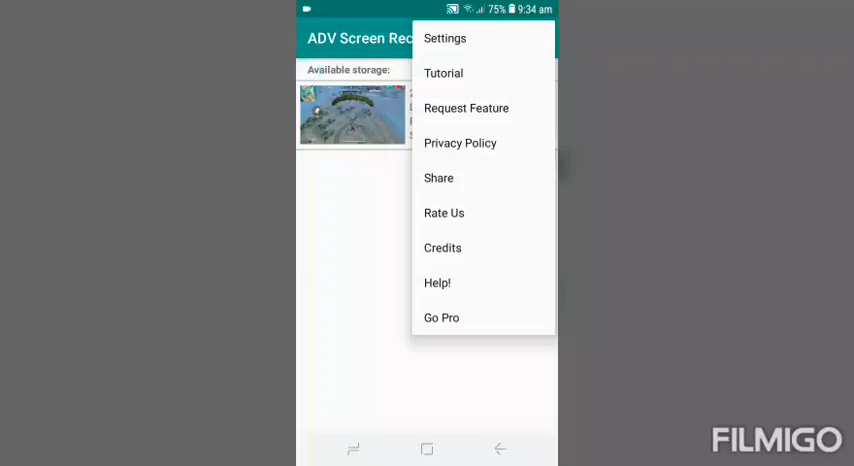 75% 9:34 am
ADV Screen Rec
Settings
Available storage:
Tutorial
Request Feature
Privacy Policy
Share
Rate Us
Credits
Help!
Go Pro
FILMIGO